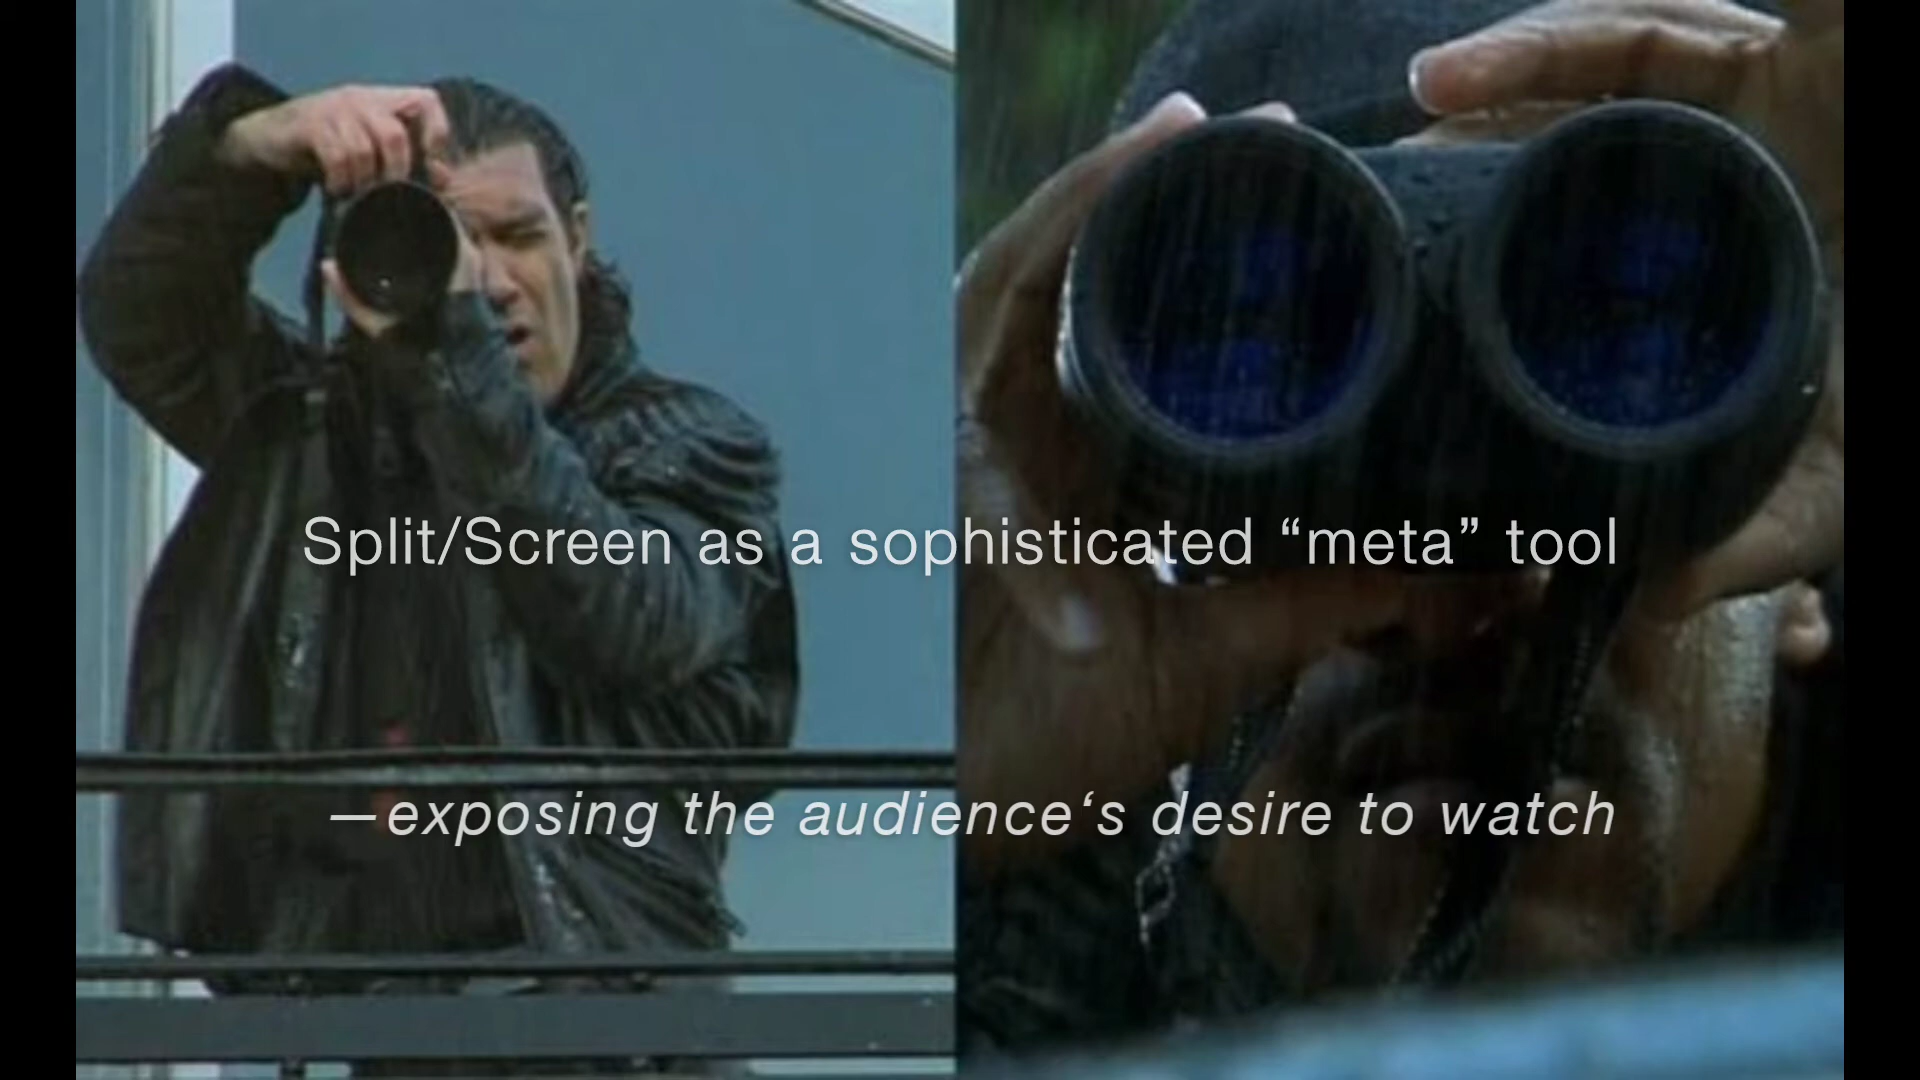 Split/Screen as a sophisticated “meta” tool
—exposing the audience‘s desire to watch